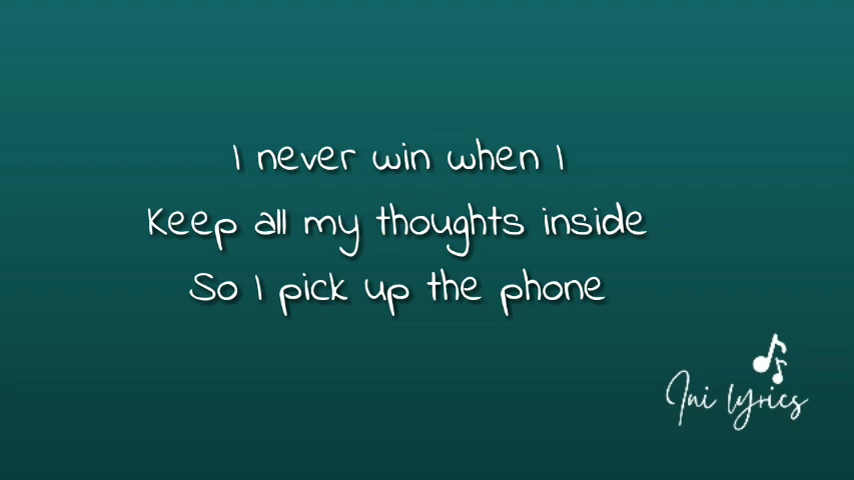 I never win when I
Keep all my thoughts inside
So I pick up the phone
Ini lyrics